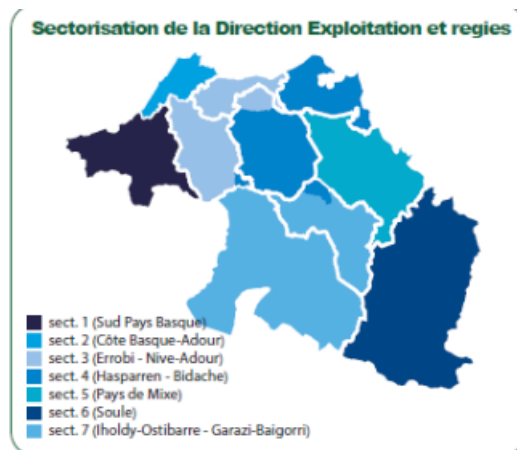 Sectorisation de la Direction Exploitation et regies
sect. 1 (Sud Pays Basque)
sect. 2 (Côte Basque-Adour)
sect. 3 (Errobi - Nive-Adour)
sect. 4 (Hasparren - Bidache)
sect. 5 (Pays de Mixe)
sect. 6 (Soule)
sect. 7 (Iholdy-Ostibarre - Garazi-Baigorri)